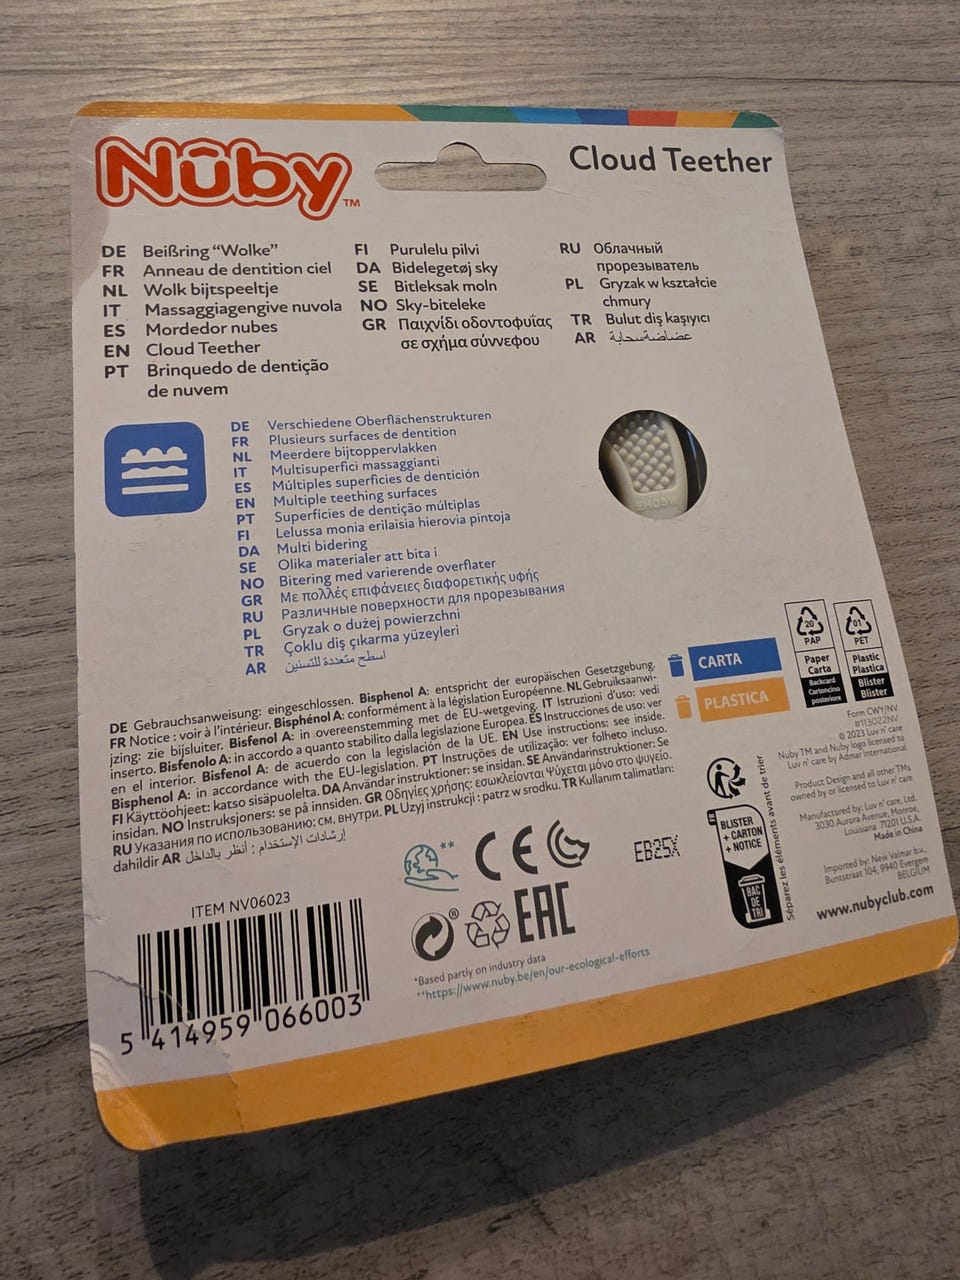 Nûby™
Cloud Teether
DE Beißring “Wolke”
FR Anneau de dentition ciel
NL Wolk bijtspeeltje
IT Massaggiagengive nuvola
ES Mordedor nubes
EN Cloud Teether
PT Brinquedo de dentição
de nuvem
FI Purulelu pilvi
DA Bidelegetøj sky
SE Bitleksak moln
NO Sky-biteleke
GR Παιχνίδι οδοντοφυΐας
σε σχήμα σύννεφου
RU Облачный
прорезыватель
PL Gryzak w kształcie
chmury
TR Bulut diş kaşıyıcı
AR عضاضةسحابة
DE Verschiedene Oberflächenstrukturen
FR Plusieurs surfaces de dentition
NL Meerdere bijtoppervlakken
IT Multisuperfici massaggianti
ES Múltiples superficies de dentición
EN Multiple teething surfaces
PT Superficies de dentição múltiplas
FI Lelussa monia erilaisia hierovia pintoja
DA Multi bidering
SE Olika materialer att bita i
NO Bitering med varierende overflater
GR Με πολλές επιφάνειες διαφορετικής υφής
RU Различные поверхности для прорезывания
PL Gryzak o dużej powierzchni
TR Çoklu diş çıkarma yüzeyleri
AR اسطح متعددة للتسنين
DE Gebrauchsanweisung: eingeschlossen. Bisphenol A: entspricht der europäischen Gesetzgebung.
FR Notice : voir à l'intérieur. Bisphénol A: conformément à la législation Européenne. NL Gebruiksaanwi-
jzing: zie bijsluiter. Bisfenol A: in overeenstemming met de EU-wetgeving. IT Istruzioni d'uso: vedi
inserto. Bisfenolo A: in accordo a quanto stabilito dalla legislazione Europea. ES Instrucciones de uso: ver
en el interior. Bisfenol A: de acuerdo con la legislación de la UE. EN Use instructions: see inside.
Bisphenol A: in accordance with the EU-legislation. PT Instruções de utilização: ver folheto incluso.
FI Käyttöohjeet: katso sisäpuolelta. DA Användar instruktioner: se insidan. SE Användarinstruktioner: Se
insidan. NO Instruksjoners: se på innsiden. GR Οδηγίες χρήσης: εσωκλείονται Ψύχεται μόνο στο ψυγείο.
RU Указания по использованию: см. внутри. PL Uzyj instrukcji : patrz w srodku. TR Kullanım talimatları:
dahildir AR إرشادات الإستخدام : أنظر بالداخل
CARTA
PLASTICA
20
PAP
Paper
Carta
Backcard
Cartoncino
posteriore
01
PET
Plastic
Plastica
Blister
Blister
Form CWY/NV
#113022NV
© 2023 Luv n' care
Nuby TM and Nuby logo licensed to
Luv n' care by Admar International
Product Design and all other TMs
owned by or licensed to Luv n' care
Manufactured by: Luv n' care, Ltd.
3030 Aurora Avenue, Monroe,
Louisiana 71201 U.S.A.
Made in China
Imported by: New Valmar b.v.,
Buntstraat 104, 9940 Evergem
BELGIUM
www.nubyclub.com
FR
BLISTER
+ CARTON
+ NOTICE
BAC
DE
TRI
Séparez les éléments avant de trier
**
CE
EB25X
®
EAC
*Based partly on industry data
**https://www.nuby.be/en/our-ecological-efforts
ITEM NV06023
5 414959 066003